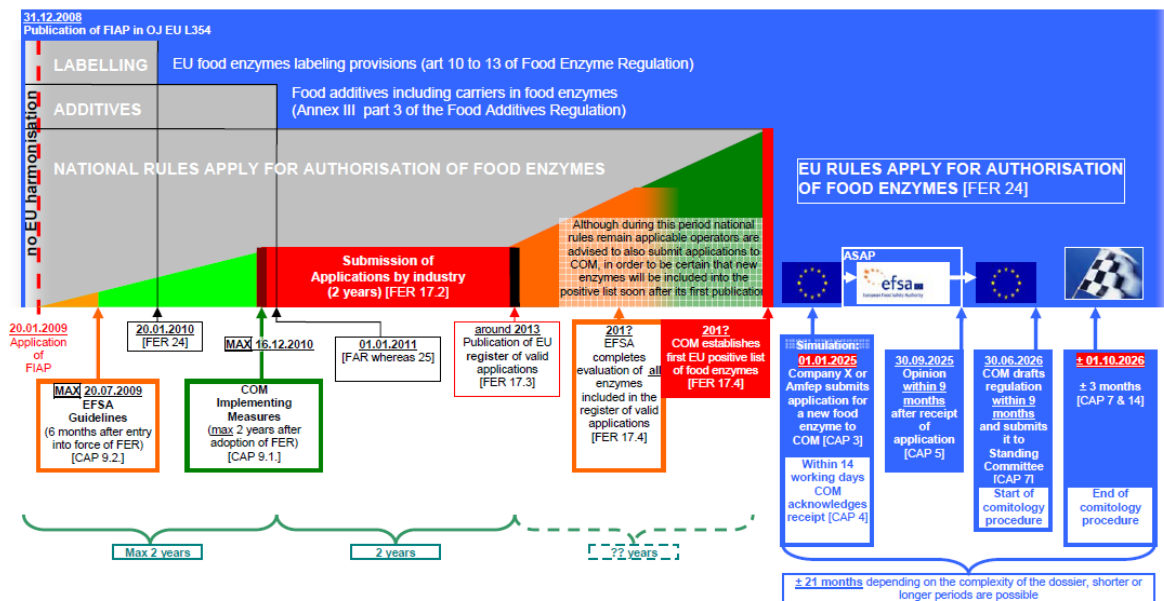 31.12.2008
Publication of FIAP in OJ EU L354
no EU harmonisation
LABELLING
EU food enzymes labeling provisions (art 10 to 13 of Food Enzyme Regulation)
ADDITIVES
Food additives including carriers in food enzymes
(Annex III part 3 of the Food Additives Regulation)
NATIONAL RULES APPLY FOR AUTHORISATION OF FOOD ENZYMES
EU RULES APPLY FOR AUTHORISATION
OF FOOD ENZYMES [FER 24]
Submission of
Applications by industry
(2 years) [FER 17.2]
Although during this period national
rules remain applicable operators are
advised to also submit applications to
COM, in order to be certain that new
enzymes will be included into the
positive list soon after its first publication
ASAP
efsa
European Food Safety Authority
20.01.2009
Application
of
FIAP
MAX 20.07.2009
EFSA
Guidelines
(6 months after entry
into force of FER)
[CAP 9.2.]
20.01.2010
[FER 24]
MAX 16.12.2010
COM
Implementing
Measures
(max 2 years after
adoption of FER)
[CAP 9.1.]
01.01.2011
[FAR whereas 25]
around 2013
Publication of EU
register of valid
applications
[FER 17.3]
201?
EFSA
completes
evaluation of all
enzymes
included in the
register of valid
applications
[FER 17.4]
201?
COM establishes
first EU positive list
of food enzymes
[FER 17.4]
Simulation:
01.01.2025
Company X or
Amfep submits
application for
a new food
enzyme to
COM [CAP 3]
Within 14
working days
COM
acknowledges
receipt [CAP 4]
30.09.2025
Opinion
within 9
months
after receipt
of
application
[CAP 5]
30.06.2026
COM drafts
regulation
within 9
months
and submits
it to
Standing
Committee
[CAP 7]
Start of
comitology
procedure
± 01.10.2026
± 3 months
[CAP 7 & 14]
End of
comitology
procedure
Max 2 years
2 years
?? years
± 21 months depending on the complexity of the dossier, shorter or
longer periods are possible